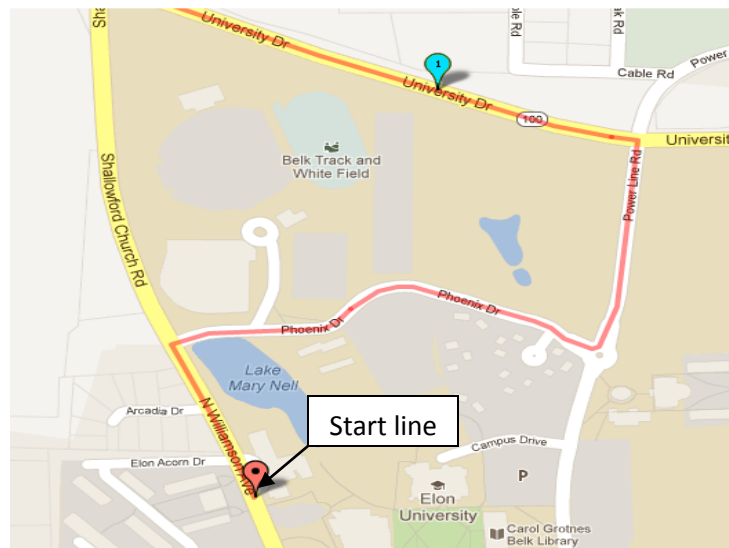 University Dr
1
University Dr
100
Cable Rd
Power
Universit
Power Line Rd
Belk Track and
White Field
Shallowford Church Rd
Phoenix Dr
Phoenix Dr
Lake
Mary Nell
N Williamson Ave
Arcadia Dr
Elon Acorn Dr
Start line
Campus Drive
P
Elon
University
Carol Grotnes
Belk Library